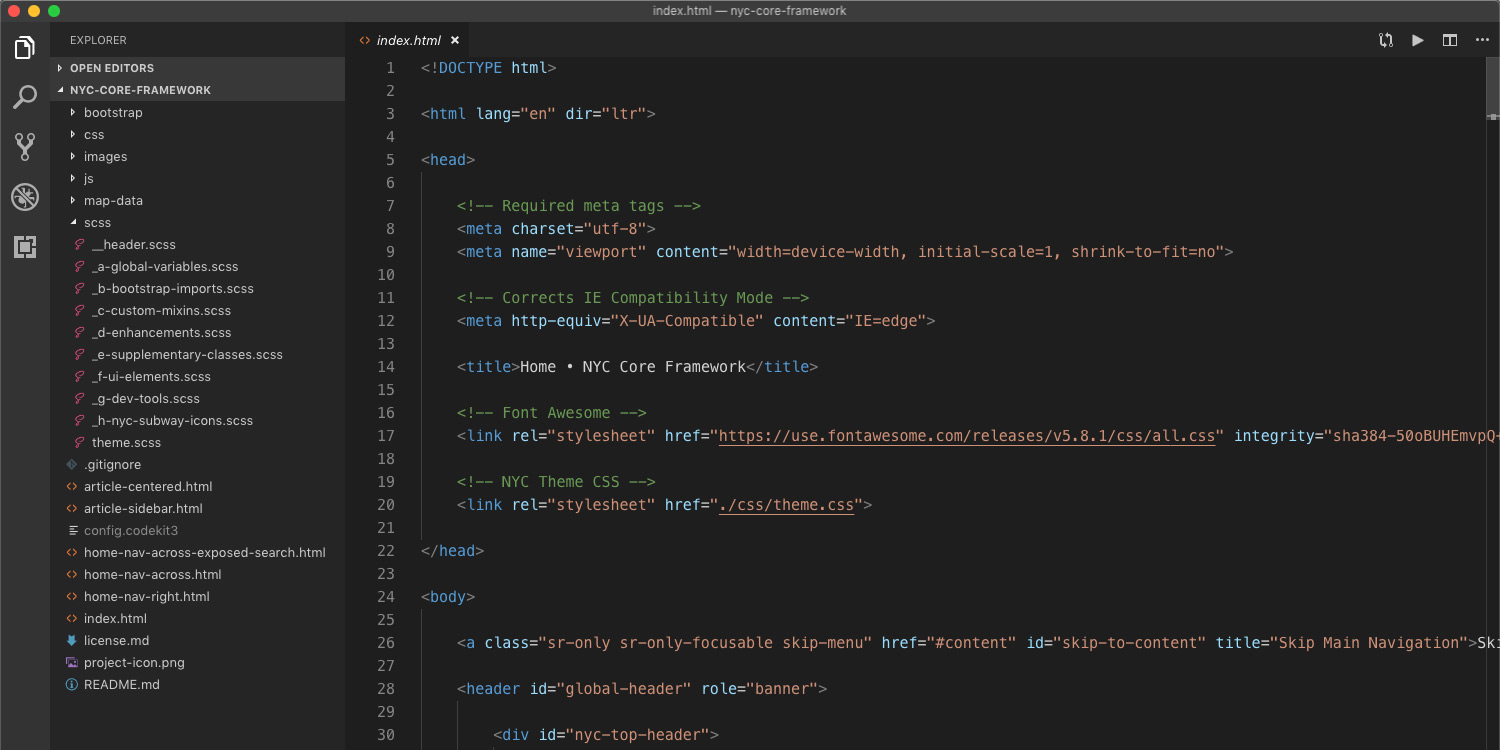 index.html — nyc-core-framework
EXPLORER
OPEN EDITORS
NYC-CORE-FRAMEWORK
bootstrap
css
images
js
map-data
scss
__header.scss
_a-global-variables.scss
_b-bootstrap-imports.scss
_c-custom-mixins.scss
_d-enhancements.scss
_e-supplementary-classes.scss
_f-ui-elements.scss
_g-dev-tools.scss
_h-nyc-subway-icons.scss
theme.scss
.gitignore
article-centered.html
article-sidebar.html
config.codekit3
home-nav-across-exposed-search.html
home-nav-across.html
home-nav-right.html
index.html
license.md
project-icon.png
README.md
<> index.html ×
1 <!DOCTYPE html>
2
3 <html lang="en" dir="ltr">
4
5 <head>
6
7 <!-- Required meta tags -->
8 <meta charset="utf-8">
9 <meta name="viewport" content="width=device-width, initial-scale=1, shrink-to-fit=no">
10
11 <!-- Corrects IE Compatibility Mode -->
12 <meta http-equiv="X-UA-Compatible" content="IE=edge">
13
14 <title>Home • NYC Core Framework</title>
15
16 <!-- Font Awesome -->
17 <link rel="stylesheet" href="https://use.fontawesome.com/releases/v5.8.1/css/all.css" integrity="sha384-50oBUHEmvpQ+
18
19 <!-- NYC Theme CSS -->
20 <link rel="stylesheet" href="./css/theme.css">
21
22 </head>
23
24 <body>
25
26 <a class="sr-only sr-only-focusable skip-menu" href="#content" id="skip-to-content" title="Skip Main Navigation">Ski
27
28 <header id="global-header" role="banner">
29
30 <div id="nyc-top-header">